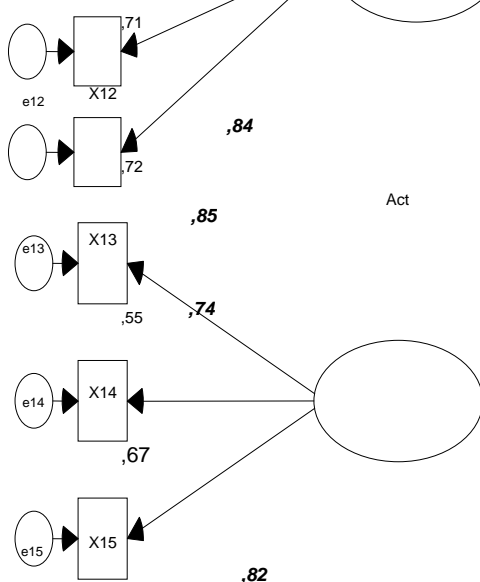 ,71
X12
e12
,84
,72
Act
,85
X13
e13
,74
,55
X14
e14
,67
X15
e15
,82